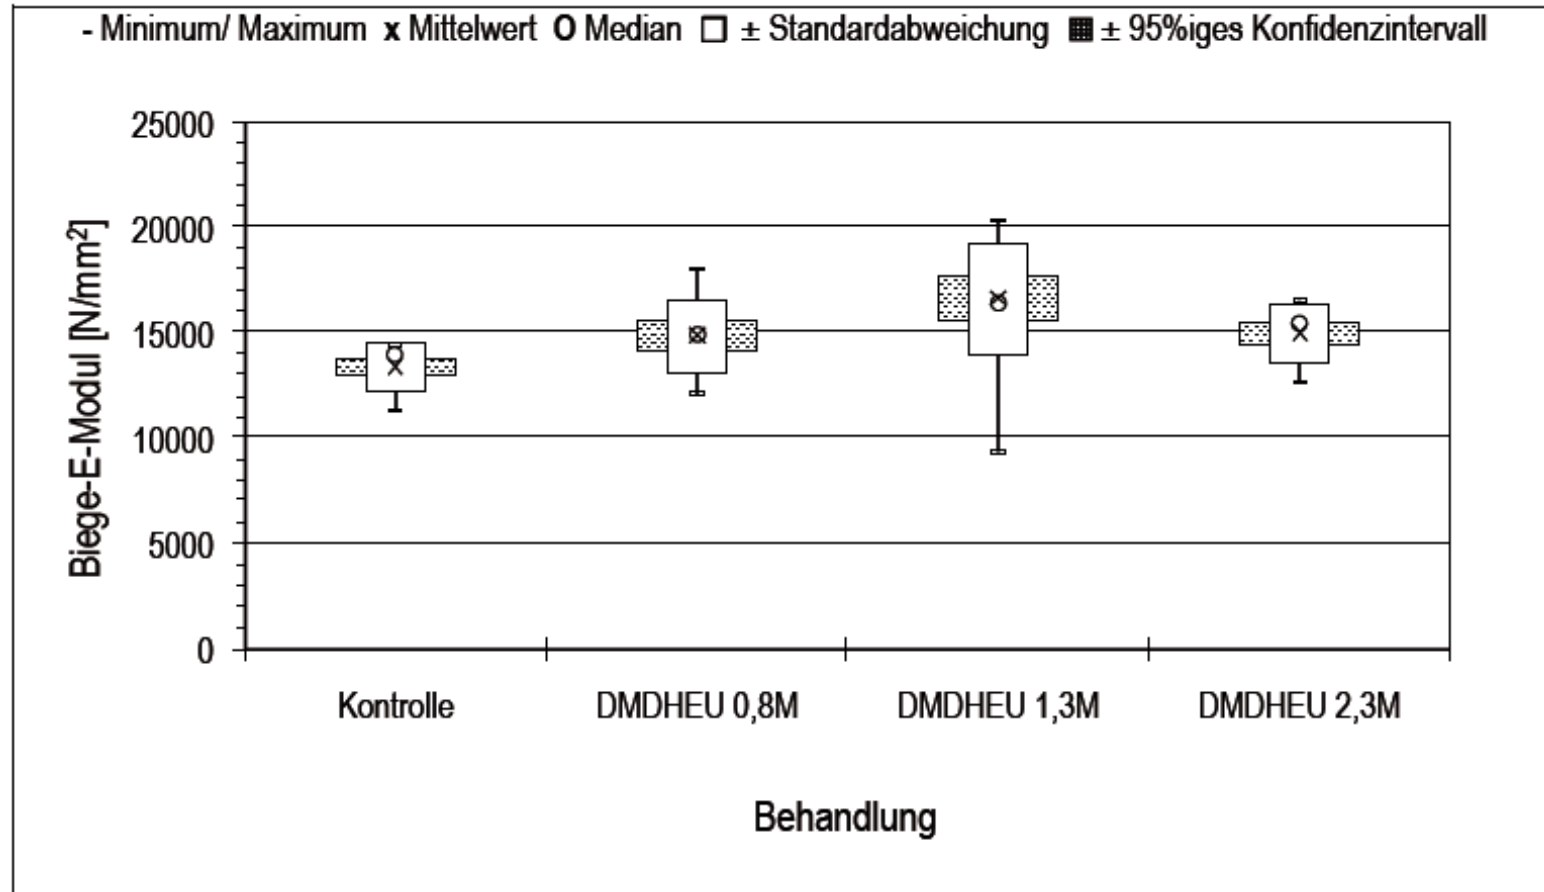 - Minimum/ Maximum x Mittelwert O Median □ ± Standardabweichung ▦ ± 95%iges Konfidenzintervall
25000
20000
15000
10000
5000
0
Biege-E-Modul [N/mm²]
Kontrolle DMDHEU 0,8M DMDHEU 1,3M DMDHEU 2,3M
Behandlung